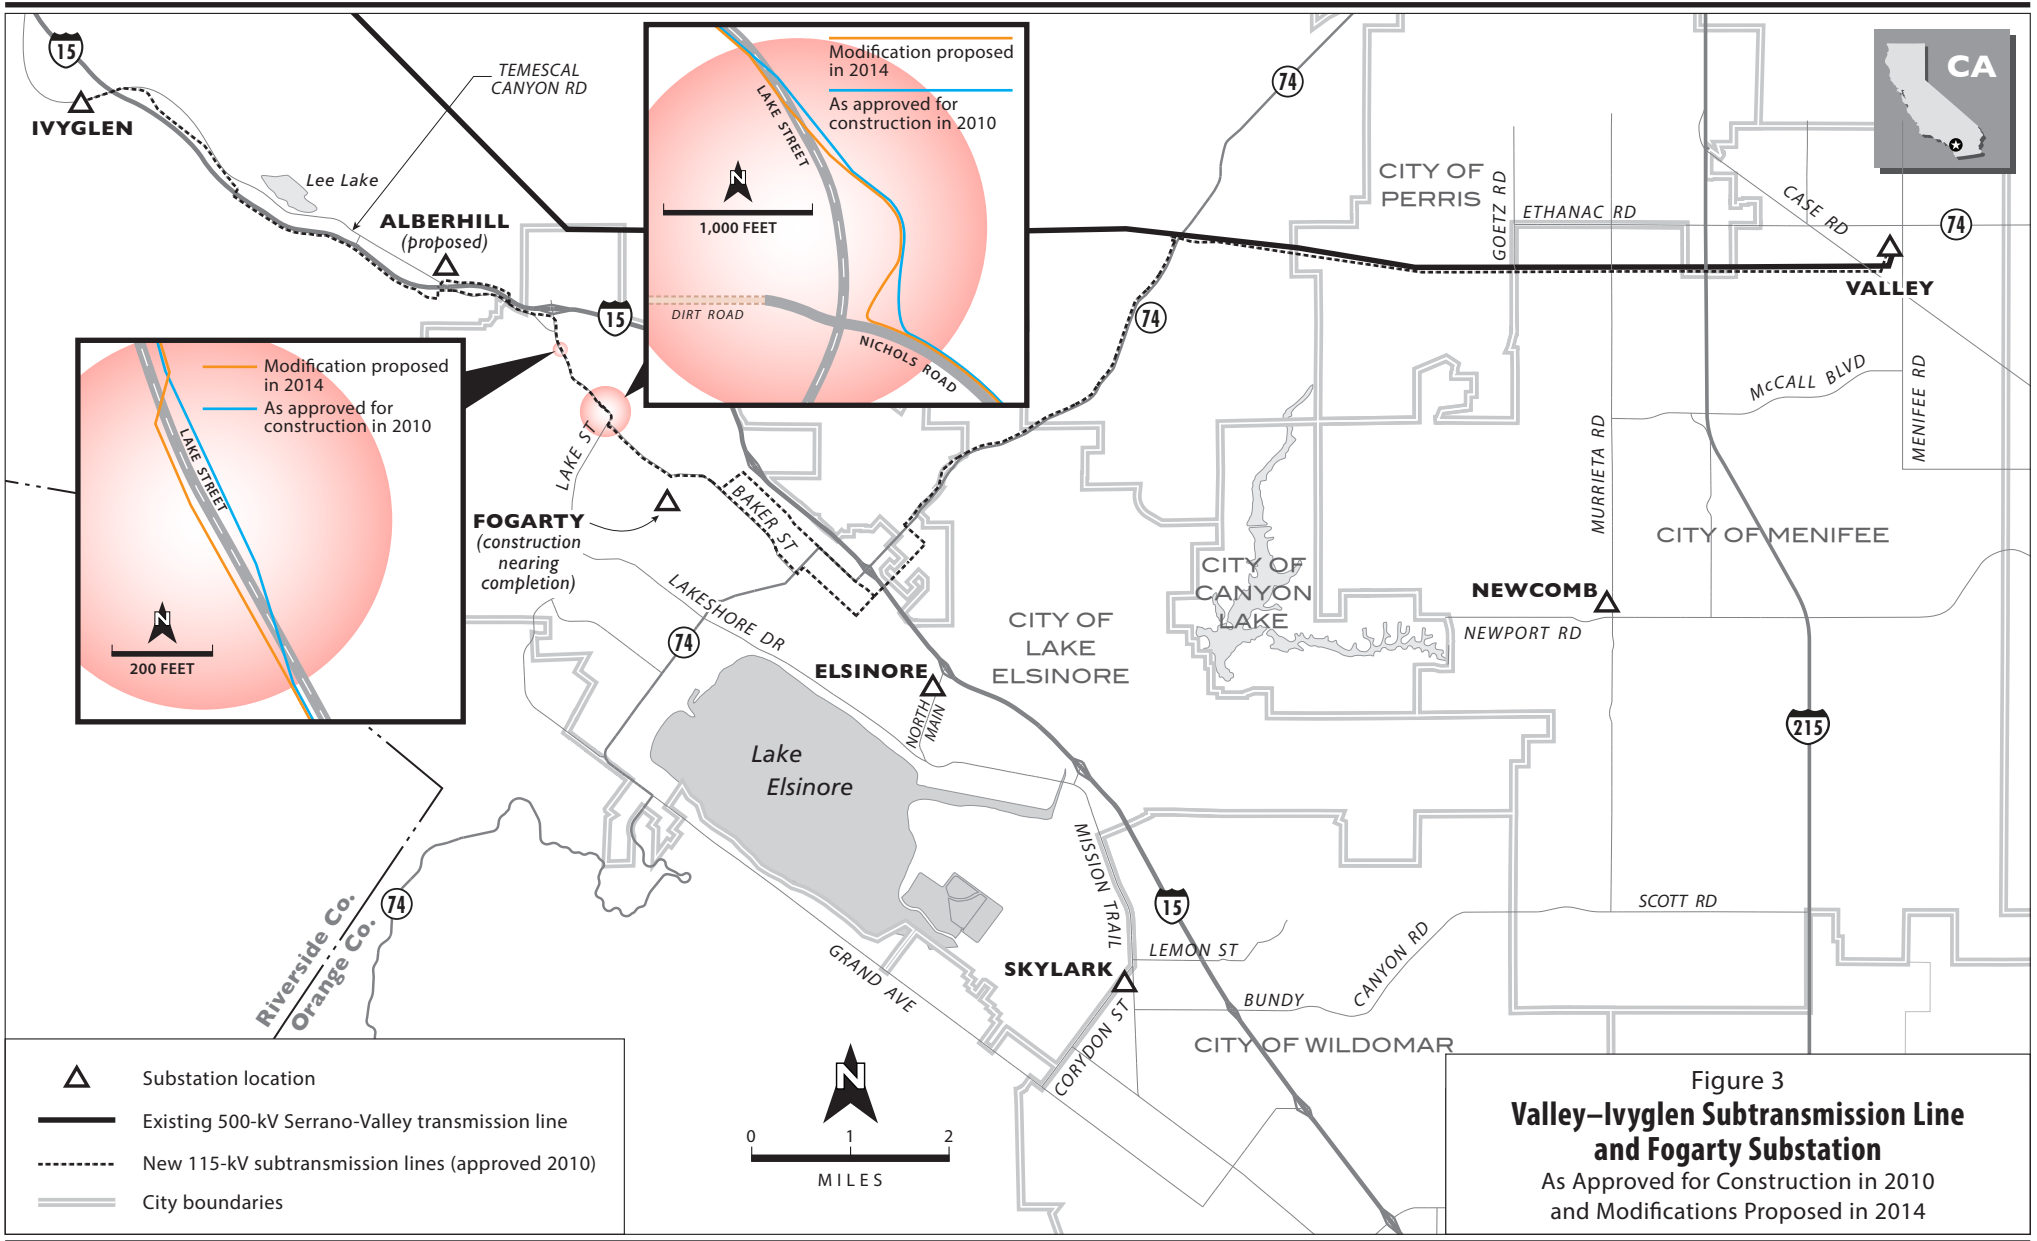 15
IVYGLEN
TEMESCAL
CANYON RD
Lee Lake
ALBERHILL
(proposed)
15
Modification proposed
in 2014
As approved for
construction in 2010
LAKE STREET
N
1,000 FEET
DIRT ROAD
NICHOLS ROAD
74
CA
CITY OF
PERRIS
GOETZ RD
ETHANAC RD
CASE RD
74
VALLEY
74
McCALL BLVD
MENIFEE RD
MURRIETA RD
Modification proposed
in 2014
As approved for
construction in 2010
LAKE STREET
N
200 FEET
LAKE ST
FOGARTY
(construction
nearing
completion)
BAKER ST
LAKESHORE DR
74
CITY OF MENIFEE
CITY OF
CANYON
LAKE
NEWCOMB
NEWPORT RD
CITY OF
LAKE
ELSINORE
ELSINORE
NORTH
MAIN
Lake
Elsinore
215
MISSION TRAIL
15
SCOTT RD
74
Riverside Co.
Orange Co.
GRAND AVE
LEMON ST
SKYLARK
CANYON RD
BUNDY
CORYDON ST
CITY OF WILDOMAR
Substation location
Existing 500-kV Serrano-Valley transmission line
New 115-kV subtransmission lines (approved 2010)
City boundaries
N
0 1 2
MILES
Figure 3
Valley–Ivyglen Subtransmission Line
and Fogarty Substation
As Approved for Construction in 2010
and Modifications Proposed in 2014